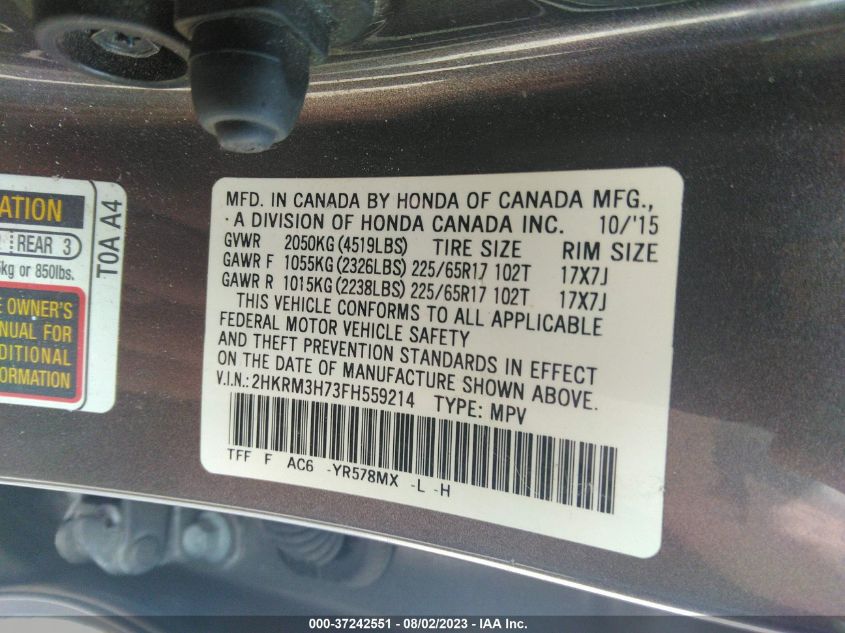 ATION
REAR 3
kg or 850lbs.
E OWNER'S
NUAL FOR
DITIONAL
FORMATION
T0A A4
MFD. IN CANADA BY HONDA OF CANADA MFG.,
A DIVISION OF HONDA CANADA INC. 10/'15
GVWR 2050KG (4519LBS) TIRE SIZE RIM SIZE
GAWR F 1055KG (2326LBS) 225/65R17 102T 17X7J
GAWR R 1015KG (2238LBS) 225/65R17 102T 17X7J
THIS VEHICLE CONFORMS TO ALL APPLICABLE
FEDERAL MOTOR VEHICLE SAFETY
AND THEFT PREVENTION STANDARDS IN EFFECT
ON THE DATE OF MANUFACTURE SHOWN ABOVE.
V.I.N.: 2HKRM3H73FH559214 TYPE: MPV
TFF F AC6 -YR578MX -L -H
000-37242551 - 08/02/2023 - IAA Inc.